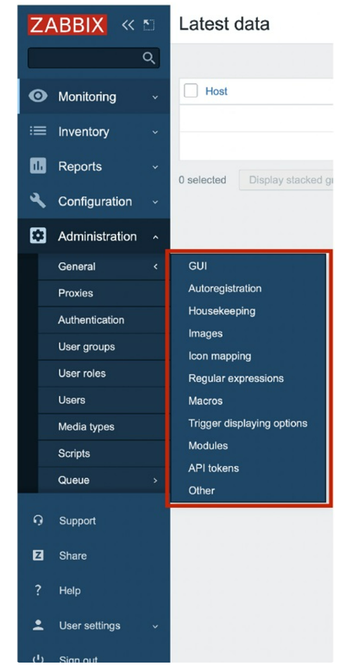 ZABBIX
Latest data
Monitoring
Host
Inventory
Reports
0 selected
Display stacked
Configuration
Administration
General
Proxies
Authentication
User groups
User roles
Users
Media types
Scripts
Queue
GUI
Autoregistration
Housekeeping
Images
Icon mapping
Regular expressions
Macros
Trigger displaying options
Modules
API tokens
Other
Support
Z
Share
? Help
User settings
Sign out